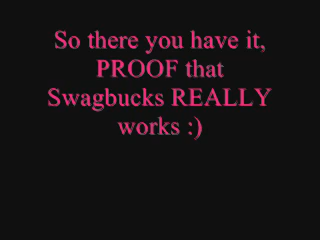 So there you have it,
PROOF that
Swagbucks REALLY
works :)